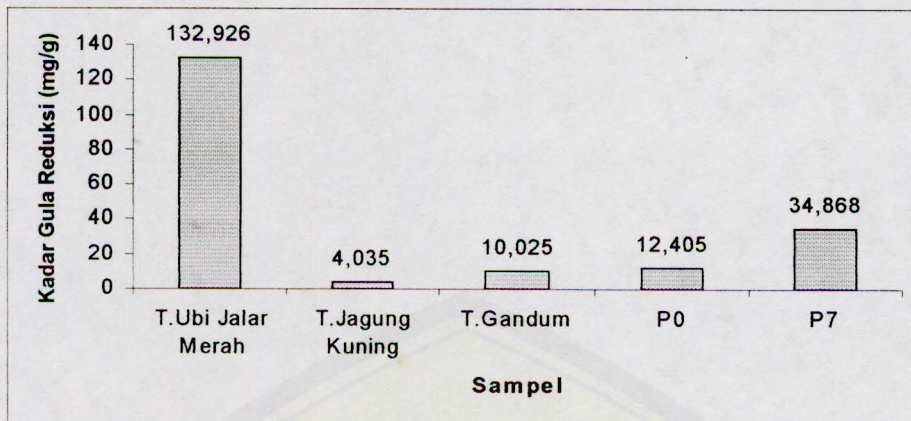 Kadar Gula Reduksi (mg/g)
140
120
100
80
60
40
20
0
132,926
4,035
10,025
12,405
34,868
T.Ubi Jalar
Merah
T.Jagung
Kuning
T.Gandum
P0
P7
Sampel